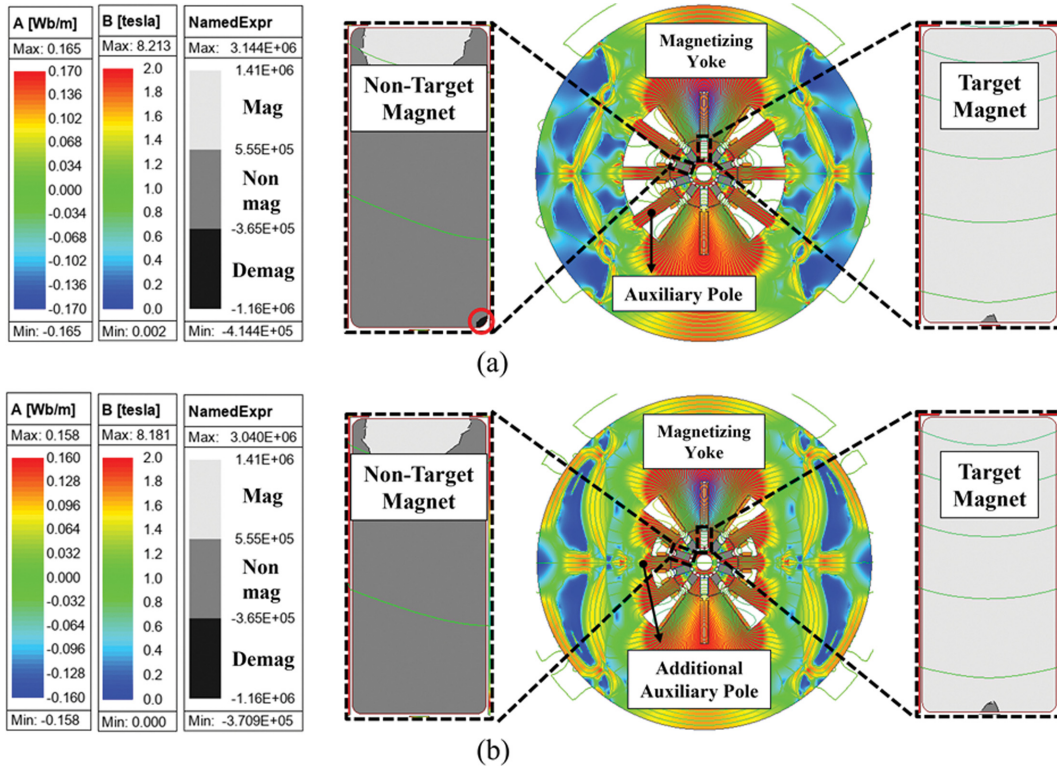 A [Wb/m]
Max: 0.165
0.170
0.136
0.102
0.068
0.034
0.000
-0.034
-0.068
-0.102
-0.136
-0.170
Min: -0.165
B [tesla]
Max: 8.213
2.0
1.8
1.6
1.4
1.2
1.0
0.8
0.6
0.4
0.2
0.0
Min: 0.002
NamedExpr
Max: 3.144E+06
1.41E+06
Mag
5.55E+05
Non
mag
-3.65E+05
Demag
-1.16E+06
Min: -4.144E+05
Non-Target
Magnet
Magnetizing
Yoke
Auxiliary Pole
Target
Magnet
(a)
A [Wb/m]
Max: 0.158
0.160
0.128
0.096
0.064
0.032
0.000
-0.032
-0.064
-0.096
-0.128
-0.160
Min: -0.158
B [tesla]
Max: 8.181
2.0
1.8
1.6
1.4
1.2
1.0
0.8
0.6
0.4
0.2
0.0
Min: 0.000
NamedExpr
Max: 3.040E+06
1.41E+06
Mag
5.55E+05
Non
mag
-3.65E+05
Demag
-1.16E+06
Min: -3.709E+05
Non-Target
Magnet
Magnetizing
Yoke
Additional
Auxiliary Pole
Target
Magnet
(b)